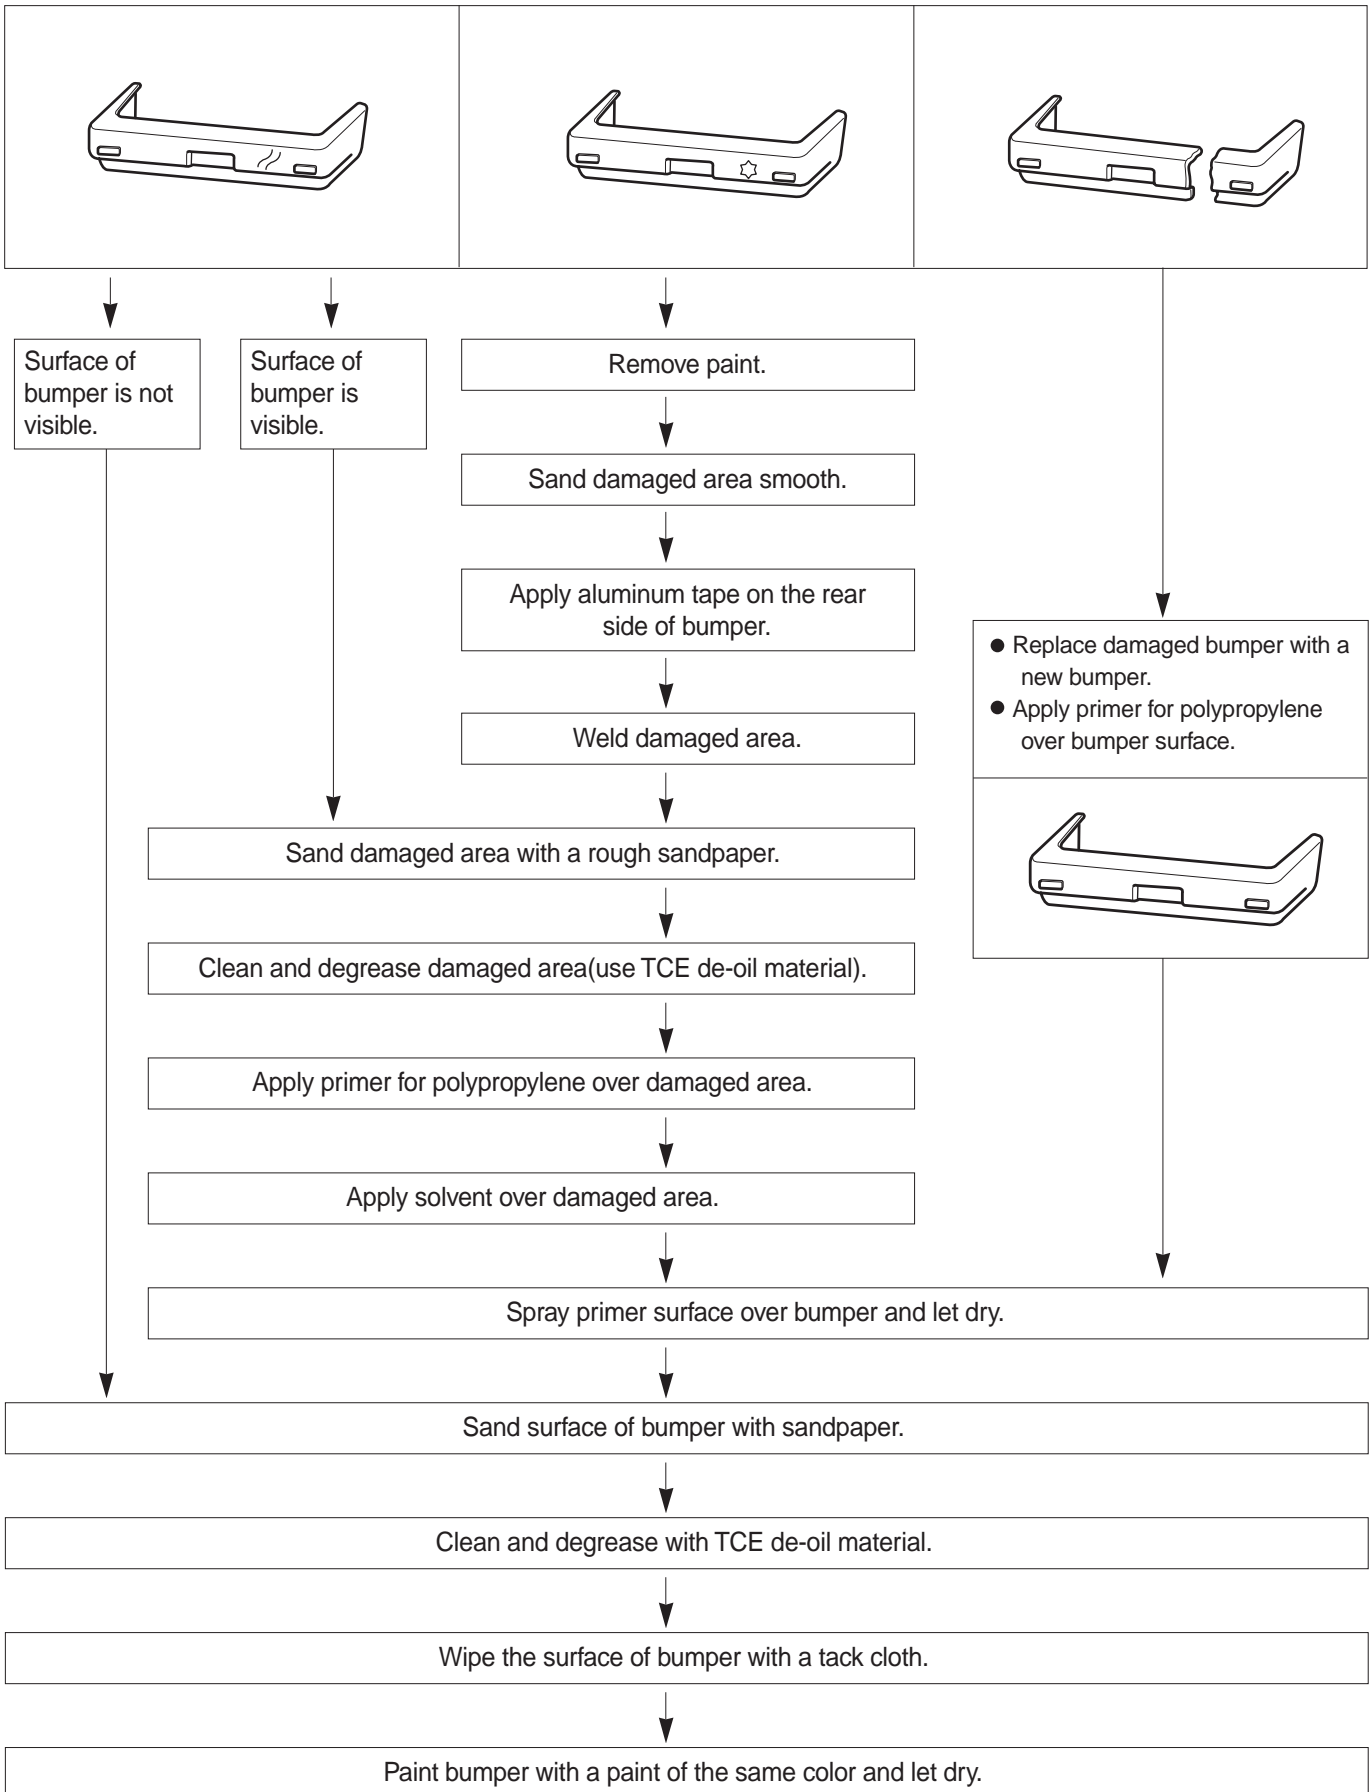 Surface of
bumper is not
visible.
Surface of
bumper is
visible.
Remove paint.
Sand damaged area smooth.
Apply aluminum tape on the rear
side of bumper.
Weld damaged area.
● Replace damaged bumper with a
new bumper.
● Apply primer for polypropylene
over bumper surface.
Sand damaged area with a rough sandpaper.
Clean and degrease damaged area(use TCE de-oil material).
Apply primer for polypropylene over damaged area.
Apply solvent over damaged area.
Spray primer surface over bumper and let dry.
Sand surface of bumper with sandpaper.
Clean and degrease with TCE de-oil material.
Wipe the surface of bumper with a tack cloth.
Paint bumper with a paint of the same color and let dry.